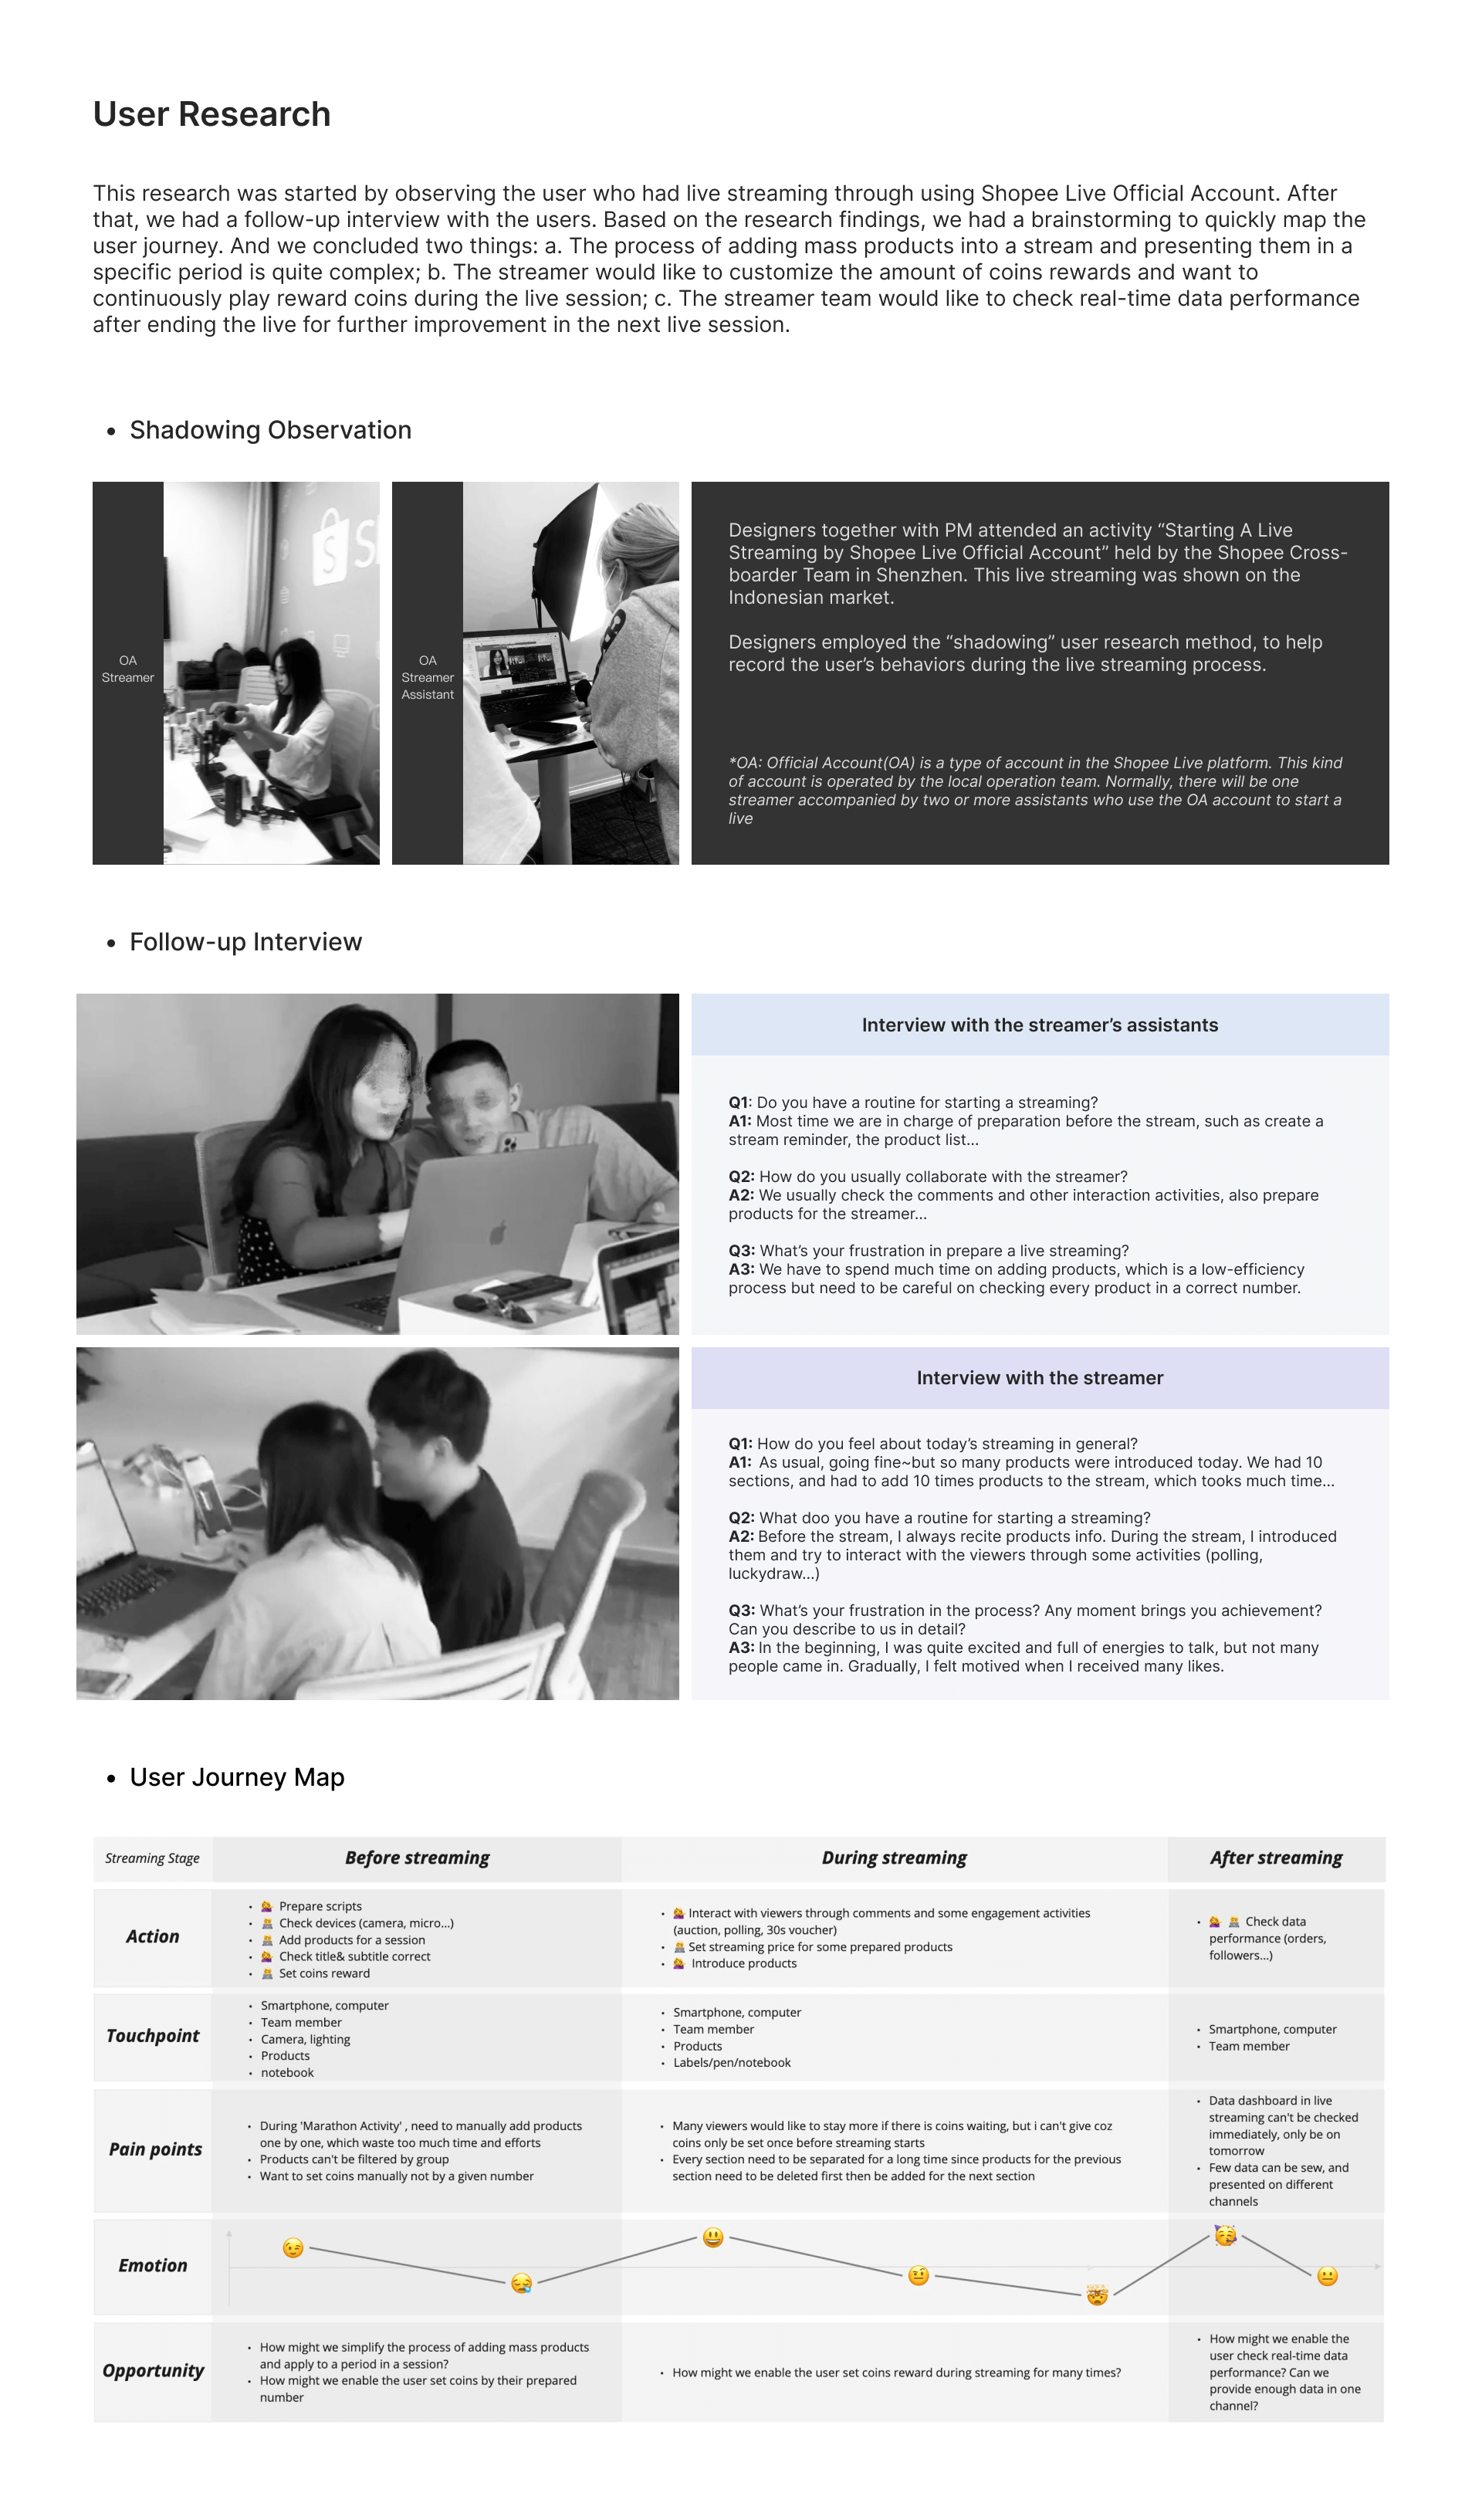 User Research
This research was started by observing the user who had live streaming through using Shopee Live Official Account. After
that, we had a follow-up interview with the users. Based on the research findings, we had a brainstorming to quickly map the
user journey. And we concluded two things: a. The process of adding mass products into a stream and presenting them in a
specific period is quite complex; b. The streamer would like to customize the amount of coins rewards and want to
continuously play reward coins during the live session; c. The streamer team would like to check real-time data performance
after ending the live for further improvement in the next live session.
• Shadowing Observation
OA
Streamer
OA
Streamer
Assistant
Designers together with PM attended an activity “Starting A Live
Streaming by Shopee Live Official Account” held by the Shopee Cross-
boarder Team in Shenzhen. This live streaming was shown on the
Indonesian market.
Designers employed the “shadowing” user research method, to help
record the user’s behaviors during the live streaming process.
*OA: Official Account(OA) is a type of account in the Shopee Live platform. This kind
of account is operated by the local operation team. Normally, there will be one
streamer accompanied by two or more assistants who use the OA account to start a
live
• Follow-up Interview
Interview with the streamer’s assistants
Q1: Do you have a routine for starting a streaming?
A1: Most time we are in charge of preparation before the stream, such as create a
stream reminder, the product list...
Q2: How do you usually collaborate with the streamer?
A2: We usually check the comments and other interaction activities, also prepare
products for the streamer...
Q3: What’s your frustration in prepare a live streaming?
A3: We have to spend much time on adding products, which is a low-efficiency
process but need to be careful on checking every product in a correct number.
Interview with the streamer
Q1: How do you feel about today’s streaming in general?
A1: As usual, going fine~but so many products were introduced today. We had 10
sections, and had to add 10 times products to the stream, which tooks much time...
Q2: What doo you have a routine for starting a streaming?
A2: Before the stream, I always recite products info. During the stream, I introduced
them and try to interact with the viewers through some activities (polling,
luckydraw...)
Q3: What’s your frustration in the process? Any moment brings you achievement?
Can you describe to us in detail?
A3: In the beginning, I was quite excited and full of energies to talk, but not many
people came in. Gradually, I felt motived when I received many likes.
• User Journey Map
Streaming Stage
Before streaming
During streaming
After streaming
Action
• Prepare scripts
• Check devices (camera, micro...)
• Add products for a session
• Check title& subtitle correct
• Set coins reward
• Interact with viewers through comments and some engagement activities
(auction, polling, 30s voucher)
• Set streaming price for some prepared products
• Introduce products
• Check data
performance (orders,
followers...)
Touchpoint
• Smartphone, computer
• Team member
• Camera, lighting
• Products
• notebook
• Smartphone, computer
• Team member
• Products
• Labels/pen/notebook
• Smartphone, computer
• Team member
Pain points
• During 'Marathon Activity' , need to manually add products
one by one, which waste too much time and efforts
• Products can't be filtered by group
• Want to set coins manually not by a given number
• Many viewers would like to stay more if there is coins waiting, but i can't give coz
coins only be set once before streaming starts
• Every section need to be separated for a long time since products for the previous
section need to be deleted first then be added for the next section
• Data dashboard in live
streaming can't be checked
immediately, only be on
tomorrow
• Few data can be sew, and
presented on different
channels
Emotion
Opportunity
• How might we simplify the process of adding mass products
and apply to a period in a session?
• How might we enable the user set coins by their prepared
number
• How might we enable the user set coins reward during streaming for many times?
• How might we enable the
user check real-time data
performance? Can we
provide enough data in one
channel?